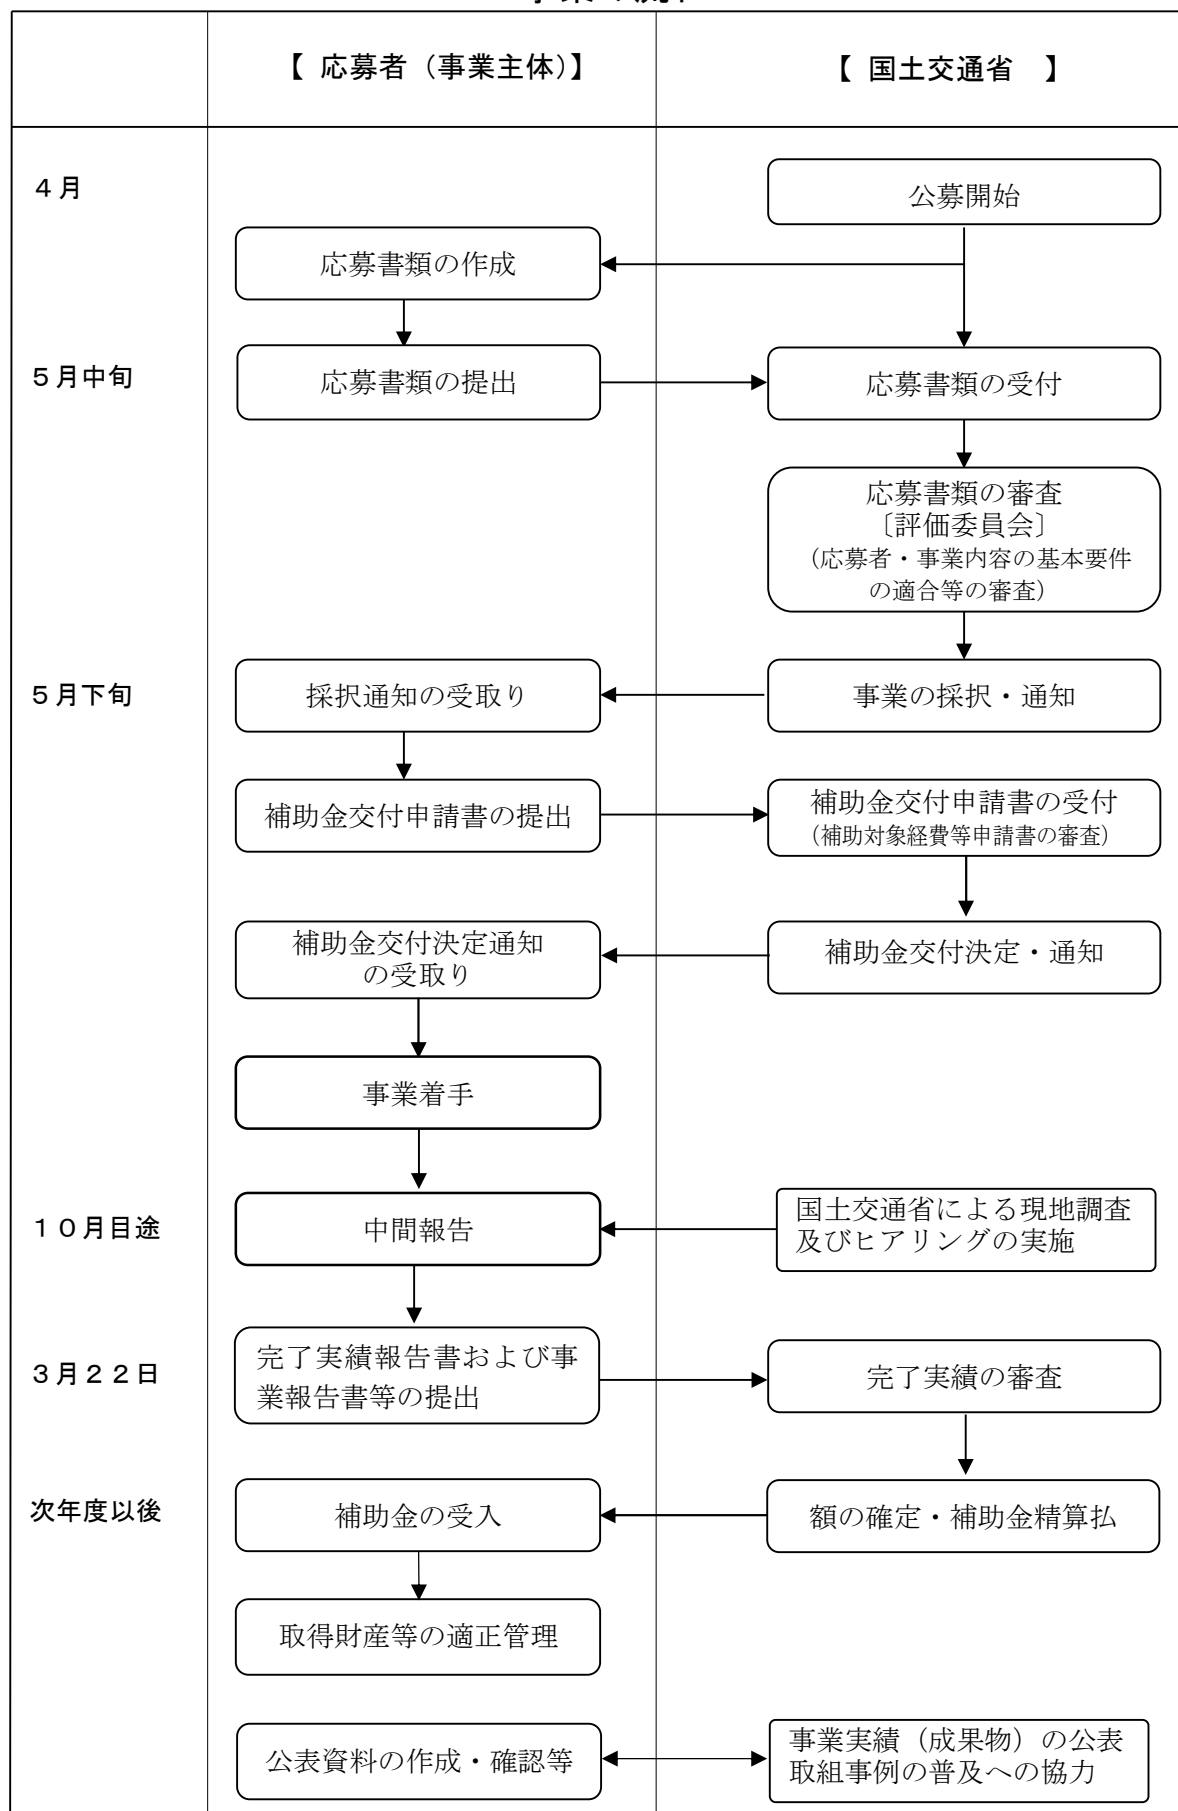 【 応募者（事業主体）】
【 国土交通省　】
４月
公募開始
応募書類の作成
５月中旬
応募書類の提出
応募書類の受付
応募書類の審査
〔評価委員会〕
（応募者・事業内容の基本要件
の適合等の審査）
５月下旬
採択通知の受取り
事業の採択・通知
補助金交付申請書の提出
補助金交付申請書の受付
（補助対象経費等申請書の審査）
補助金交付決定通知
の受取り
補助金交付決定・通知
事業着手
１０月目途
中間報告
国土交通省による現地調査
及びヒアリングの実施
３月２２日
完了実績報告書および事
業報告書等の提出
完了実績の審査
次年度以後
補助金の受入
額の確定・補助金精算払
取得財産等の適正管理
公表資料の作成・確認等
事業実績（成果物）の公表
取組事例の普及への協力